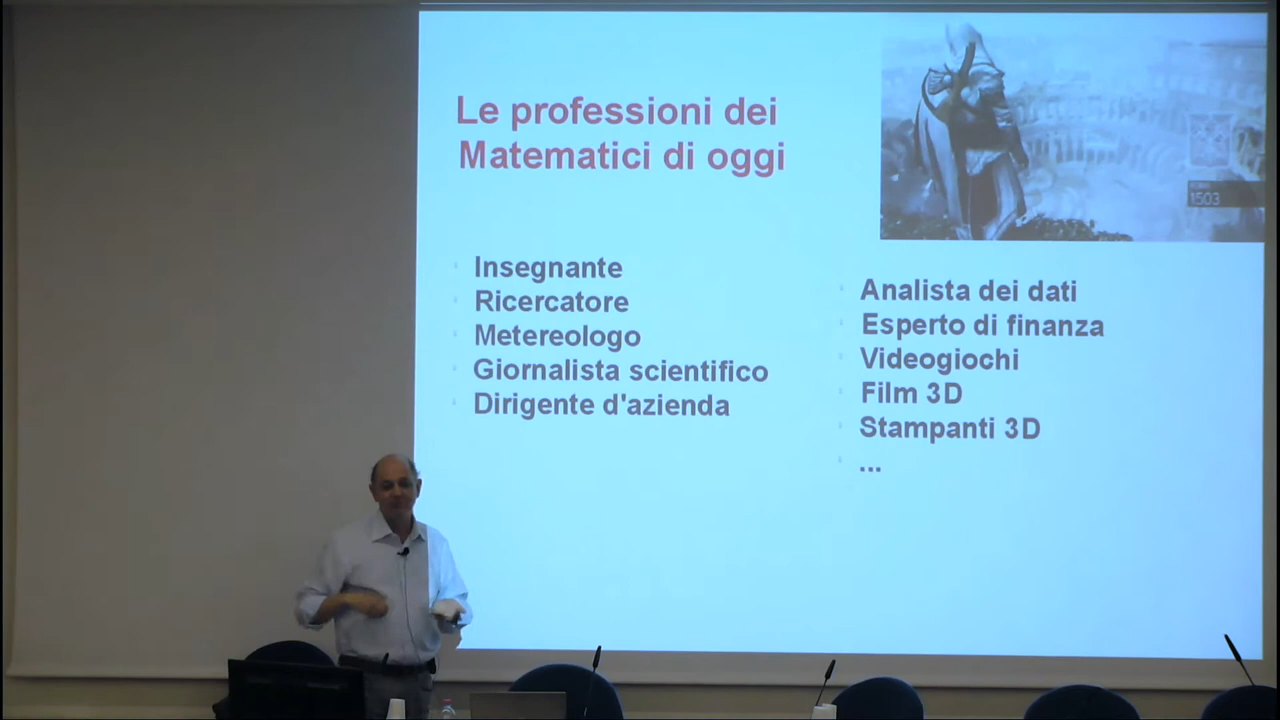 Le professioni dei
Matematici di oggi
1503
Insegnante
Ricercatore
Metereologo
Giornalista scientifico
Dirigente d'azienda
Analista dei dati
Esperto di finanza
Videogiochi
Film 3D
Stampanti 3D
...